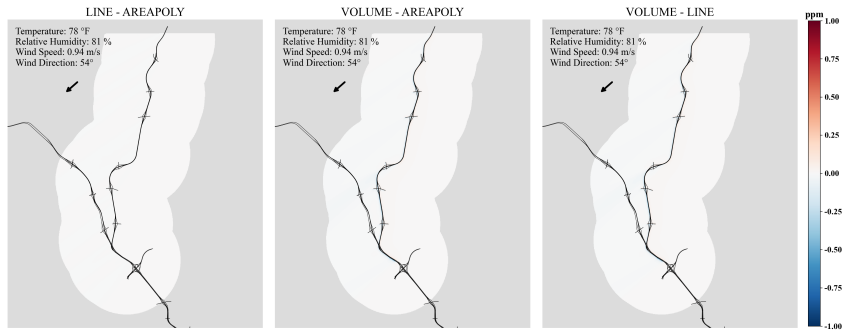 LINE - AREAPOLY
Temperature: 78 °F
Relative Humidity: 81 %
Wind Speed: 0.94 m/s
Wind Direction: 54°
VOLUME - AREAPOLY
Temperature: 78 °F
Relative Humidity: 81 %
Wind Speed: 0.94 m/s
Wind Direction: 54°
VOLUME - LINE
Temperature: 78 °F
Relative Humidity: 81 %
Wind Speed: 0.94 m/s
Wind Direction: 54°
ppm
1.00
0.75
0.50
0.25
0.00
-0.25
-0.50
-0.75
-1.00